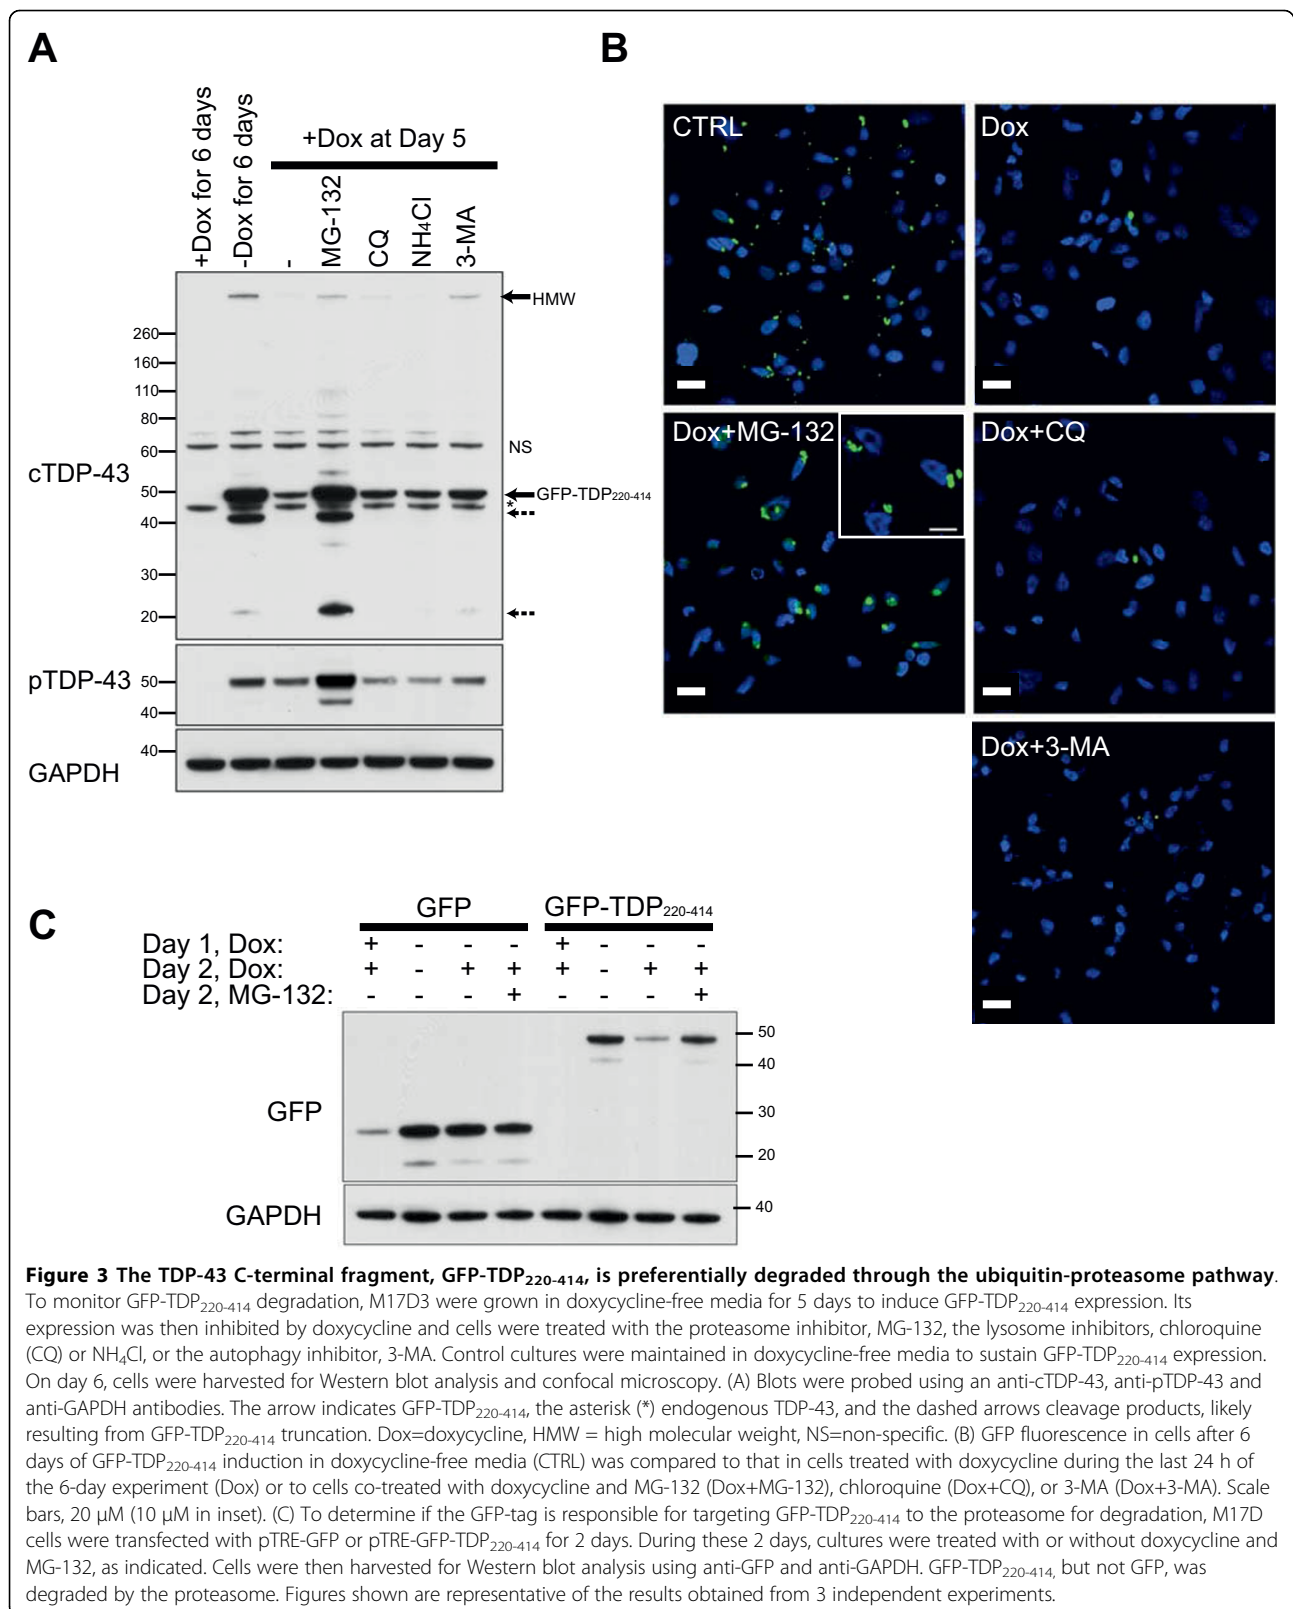 A
+Dox for 6 days
-Dox for 6 days
+Dox at Day 5
-
MG-132
CQ
NH₄Cl
3-MA
HMW
260
160
110
80
60
50
40
30
20
cTDP-43
NS
GFP-TDP₂₂₀₋₄₁₄
*
pTDP-43
50
40
GAPDH
40
B
CTRL
Dox
Dox+MG-132
Dox+CQ
Dox+3-MA
C
GFP GFP-TDP₂₂₀₋₄₁₄
Day 1, Dox: + - - - + - - -
Day 2, Dox: + - + + + - + +
Day 2, MG-132: - - - + - - - +
GFP
50
40
30
20
GAPDH
40
Figure 3 The TDP-43 C-terminal fragment, GFP-TDP₂₂₀₋₄₁₄, is preferentially degraded through the ubiquitin-proteasome pathway.
To monitor GFP-TDP₂₂₀₋₄₁₄ degradation, M17D3 were grown in doxycycline-free media for 5 days to induce GFP-TDP₂₂₀₋₄₁₄ expression. Its
expression was then inhibited by doxycycline and cells were treated with the proteasome inhibitor, MG-132, the lysosome inhibitors, chloroquine
(CQ) or NH₄Cl, or the autophagy inhibitor, 3-MA. Control cultures were maintained in doxycycline-free media to sustain GFP-TDP₂₂₀₋₄₁₄ expression.
On day 6, cells were harvested for Western blot analysis and confocal microscopy. (A) Blots were probed using an anti-cTDP-43, anti-pTDP-43 and
anti-GAPDH antibodies. The arrow indicates GFP-TDP₂₂₀₋₄₁₄, the asterisk (*) endogenous TDP-43, and the dashed arrows cleavage products, likely
resulting from GFP-TDP₂₂₀₋₄₁₄ truncation. Dox=doxycycline, HMW = high molecular weight, NS=non-specific. (B) GFP fluorescence in cells after 6
days of GFP-TDP₂₂₀₋₄₁₄ induction in doxycycline-free media (CTRL) was compared to that in cells treated with doxycycline during the last 24 h of
the 6-day experiment (Dox) or to cells co-treated with doxycycline and MG-132 (Dox+MG-132), chloroquine (Dox+CQ), or 3-MA (Dox+3-MA). Scale
bars, 20 μM (10 μM in inset). (C) To determine if the GFP-tag is responsible for targeting GFP-TDP₂₂₀₋₄₁₄ to the proteasome for degradation, M17D
cells were transfected with pTRE-GFP or pTRE-GFP-TDP₂₂₀₋₄₁₄ for 2 days. During these 2 days, cultures were treated with or without doxycycline and
MG-132, as indicated. Cells were then harvested for Western blot analysis using anti-GFP and anti-GAPDH. GFP-TDP₂₂₀₋₄₁₄, but not GFP, was
degraded by the proteasome. Figures shown are representative of the results obtained from 3 independent experiments.